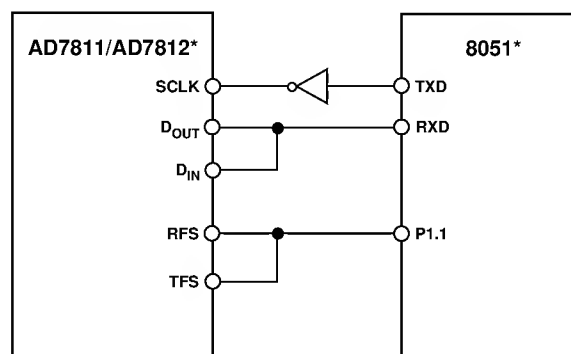 AD7811/AD7812*
8051*
SCLK
TXD
DOUT
RXD
DIN
RFS
P1.1
TFS